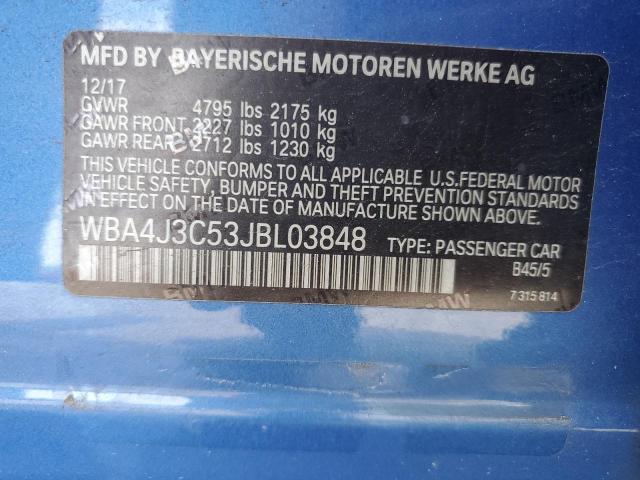 MFD BY BAYERISCHE MOTOREN WERKE AG
12/17
GVWR 4795 lbs 2175 kg
GAWR FRONT 2227 lbs 1010 kg
GAWR REAR 2712 lbs 1230 kg
THIS VEHICLE CONFORMS TO ALL APPLICABLE U.S.FEDERAL MOTOR
VEHICLE SAFETY, BUMPER AND THEFT PREVENTION STANDARDS
IN EFFECT ON THE DATE OF MANUFACTURE SHOWN ABOVE.
WBA4J3C53JBL03848 TYPE: PASSENGER CAR
B45/5
7 315 814